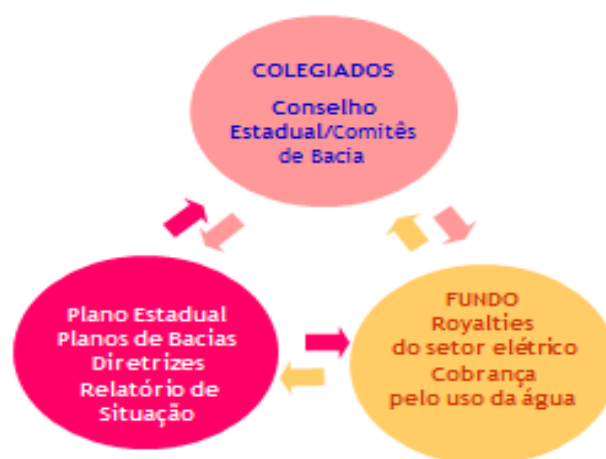 COLEGIADOS
Conselho
Estadual/Comitês
de Bacia
Plano Estadual
Planos de Bacias
Diretrizes
Relatório de
Situação
FUNDO
Royalties
do setor elétrico
Cobrança
pelo uso da água